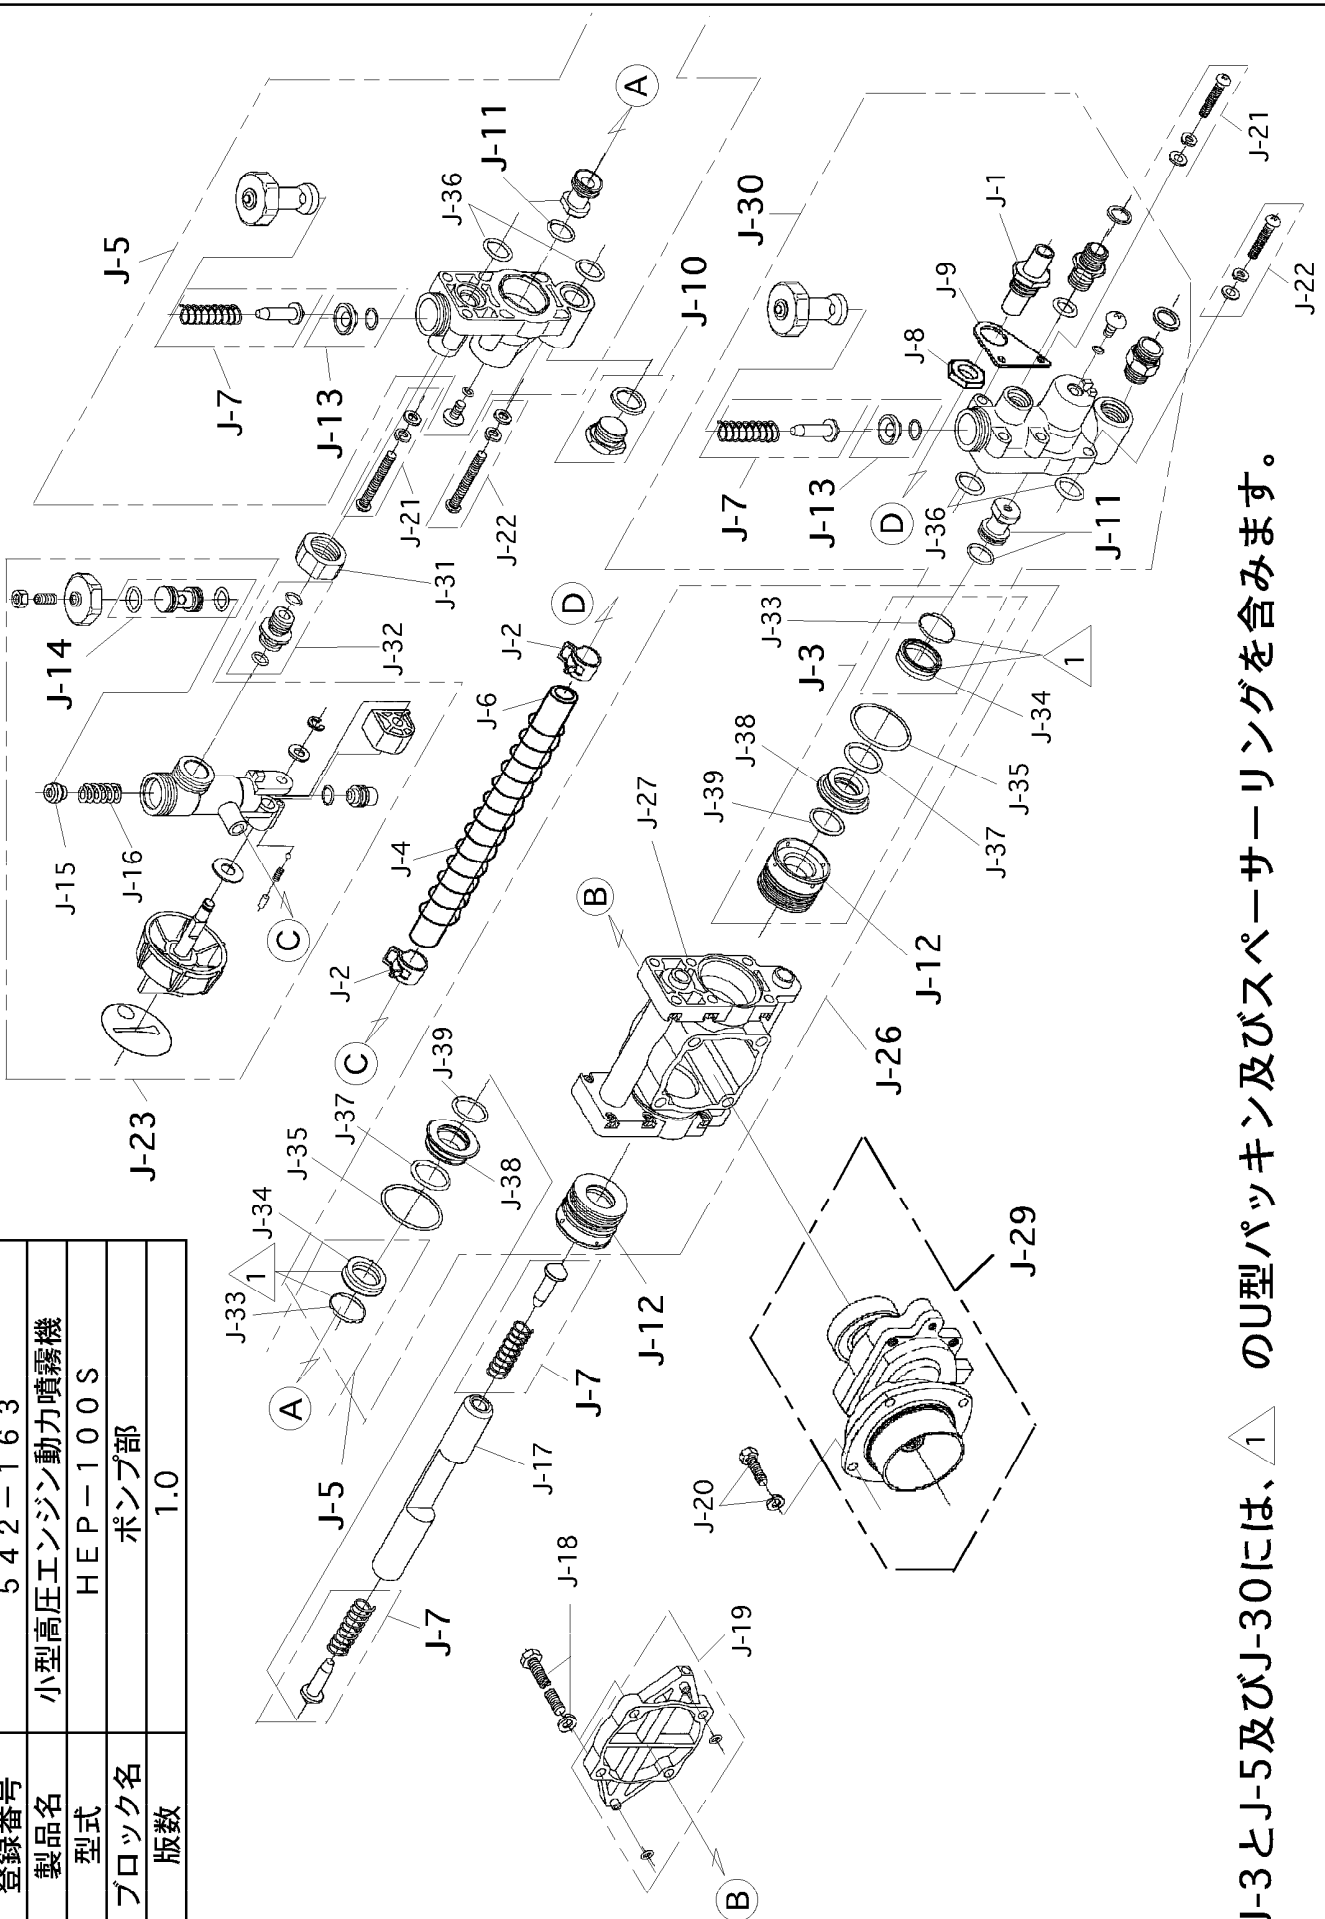 登録番号 542-163
製品名 小型高圧エンジン動力噴霧機
型式 HEP-100S
ブロック名 ポンプ部
版数 1.0
J-23
J-15
J-16
J-14
C
J-32
J-31
J-21
J-22
J-7
J-13
J-5
J-36
J-11
A
J-10
J-2
C
J-4
J-6
J-2
D
J-33
1
J-34
J-35
J-37
J-39
J-38
A
J-5
J-7
J-17
J-7
J-12
B
J-27
J-26
J-12
J-39
J-38
J-37
J-35
J-3
J-33
1
J-34
J-7
J-13
D
J-36
J-11
J-30
J-8
J-9
J-1
J-21
J-22
J-18
J-19
B
J-20
J-29
J-3とJ-5及びJ-30には、1 のU型パッキン及びスペーサーリングを含みます。